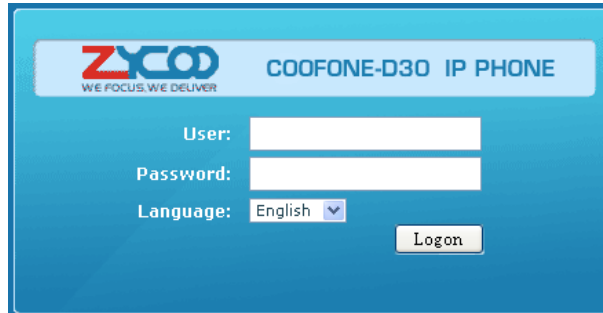 ZYCOO
WE FOCUS, WE DELIVER
COOFONE-D30 IP PHONE
User:
Password:
Language: English
Logon